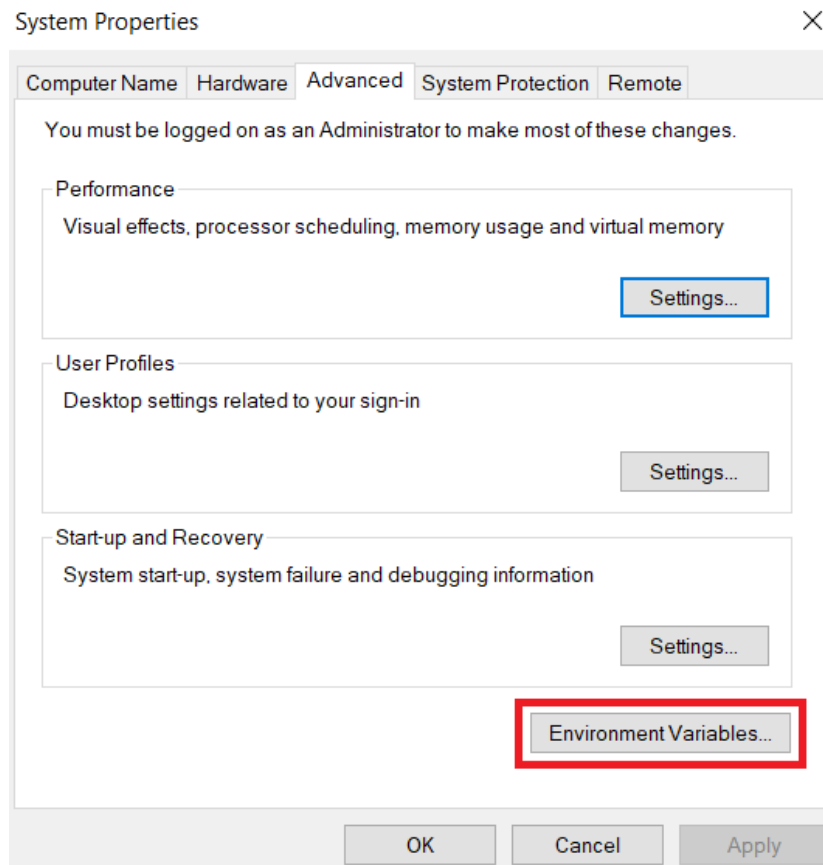 System Properties
Computer Name Hardware Advanced System Protection Remote
You must be logged on as an Administrator to make most of these changes.
Performance
Visual effects, processor scheduling, memory usage and virtual memory
Settings...
User Profiles
Desktop settings related to your sign-in
Settings...
Start-up and Recovery
System start-up, system failure and debugging information
Settings...
Environment Variables...
OK Cancel Apply